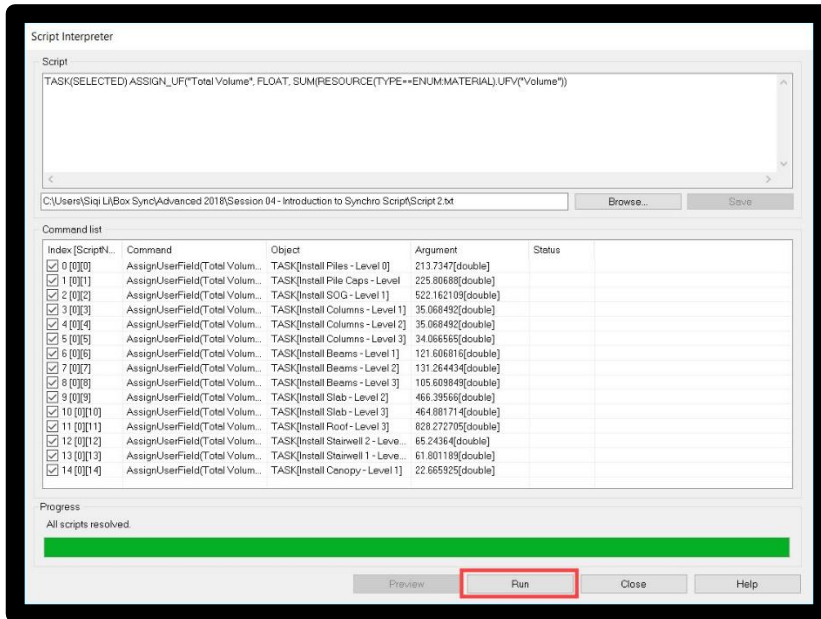 Script Interpreter
Script
TASK(SELECTED) ASSIGN_UF("Total Volume", FLOAT, SUM(RESOURCE(TYPE==ENUM:MATERIAL).UFV("Volume"))
C:\Users\Siqi Li\Box Sync\Advanced 2018\Session 04 - Introduction to Synchro Script\Script 2.txt Browse... Save
Command list
Index [ScriptN... Command Object Argument Status
0 [0][0] AssignUserField(Total Volum... TASK[Install Piles - Level 0] 213.7347[double]
1 [0][1] AssignUserField(Total Volum... TASK[Install Pile Caps - Level 225.80688[double]
2 [0][2] AssignUserField(Total Volum... TASK[Install SOG - Level 1] 522.162109[double]
3 [0][3] AssignUserField(Total Volum... TASK[Install Columns - Level 1] 35.068492[double]
4 [0][4] AssignUserField(Total Volum... TASK[Install Columns - Level 2] 35.068492[double]
5 [0][5] AssignUserField(Total Volum... TASK[Install Columns - Level 3] 34.066565[double]
6 [0][6] AssignUserField(Total Volum... TASK[Install Beams - Level 1] 121.606816[double]
7 [0][7] AssignUserField(Total Volum... TASK[Install Beams - Level 2] 131.264434[double]
8 [0][8] AssignUserField(Total Volum... TASK[Install Beams - Level 3] 105.609849[double]
9 [0][9] AssignUserField(Total Volum... TASK[Install Slab - Level 2] 466.39566[double]
10 [0][10] AssignUserField(Total Volum... TASK[Install Slab - Level 3] 464.881714[double]
11 [0][11] AssignUserField(Total Volum... TASK[Install Roof - Level 3] 828.272705[double]
12 [0][12] AssignUserField(Total Volum... TASK[Install Stairwell 2 - Leve... 65.24364[double]
13 [0][13] AssignUserField(Total Volum... TASK[Install Stairwell 1 - Leve... 61.801189[double]
14 [0][14] AssignUserField(Total Volum... TASK[Install Canopy - Level 1] 22.665925[double]
Progress
All scripts resolved.
Preview Run Close Help